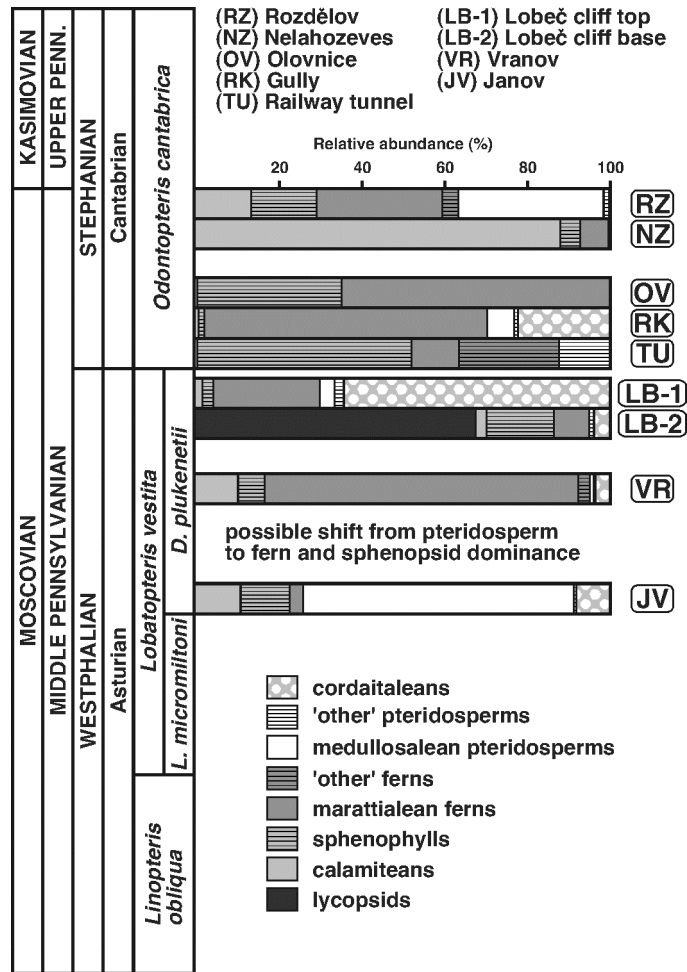 (RZ) Rozdělov
(NZ) Nelahozeves
(OV) Olovnice
(RK) Gully
(TU) Railway tunnel
(LB-1) Lobeč cliff top
(LB-2) Lobeč cliff base
(VR) Vranov
(JV) Janov
KASIMOVIAN
UPPER PENN.
STEPHANIAN
Cantabrian
Odontopteris cantabrica
MOSCOVIAN
MIDDLE PENNSYLVANIAN
WESTPHALIAN
Asturian
Lobatopteris vestita
D. plukenetii
L. micromiltoni
Linopteris
obliqua
Relative abundance (%)
20 40 60 80 100
RZ
NZ
OV
RK
TU
LB-1
LB-2
VR
possible shift from pteridosperm
to fern and sphenopsid dominance
JV
cordaitaleans
'other' pteridosperms
medullosalean pteridosperms
'other' ferns
marattialean ferns
sphenophylls
calamiteans
lycopsids